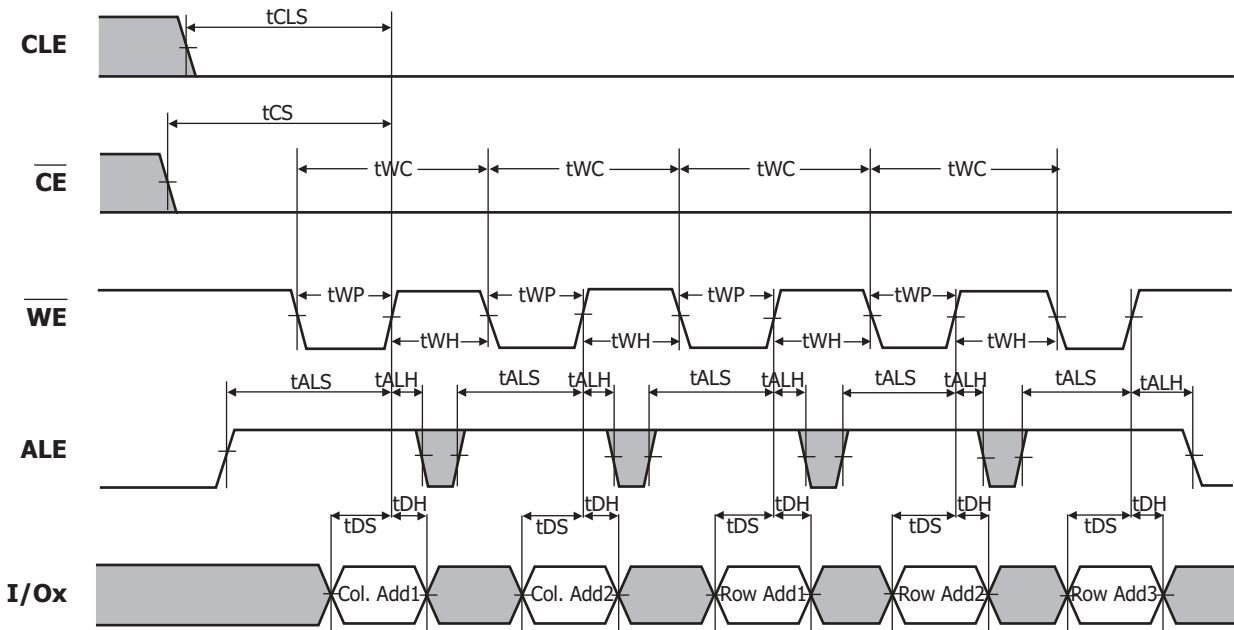 CLE
tCLS
tCS
CE
tWC tWC tWC tWC
WE
tWP tWP tWP tWP
tWH tWH tWH tWH
ALE
tALS tALH tALS tALH tALS tALH tALS tALH tALS tALH
tDH tDH tDH tDH tDH
tDS tDS tDS tDS tDS
I/Ox
Col. Add1 Col. Add2 Row Add1 Row Add2 Row Add3